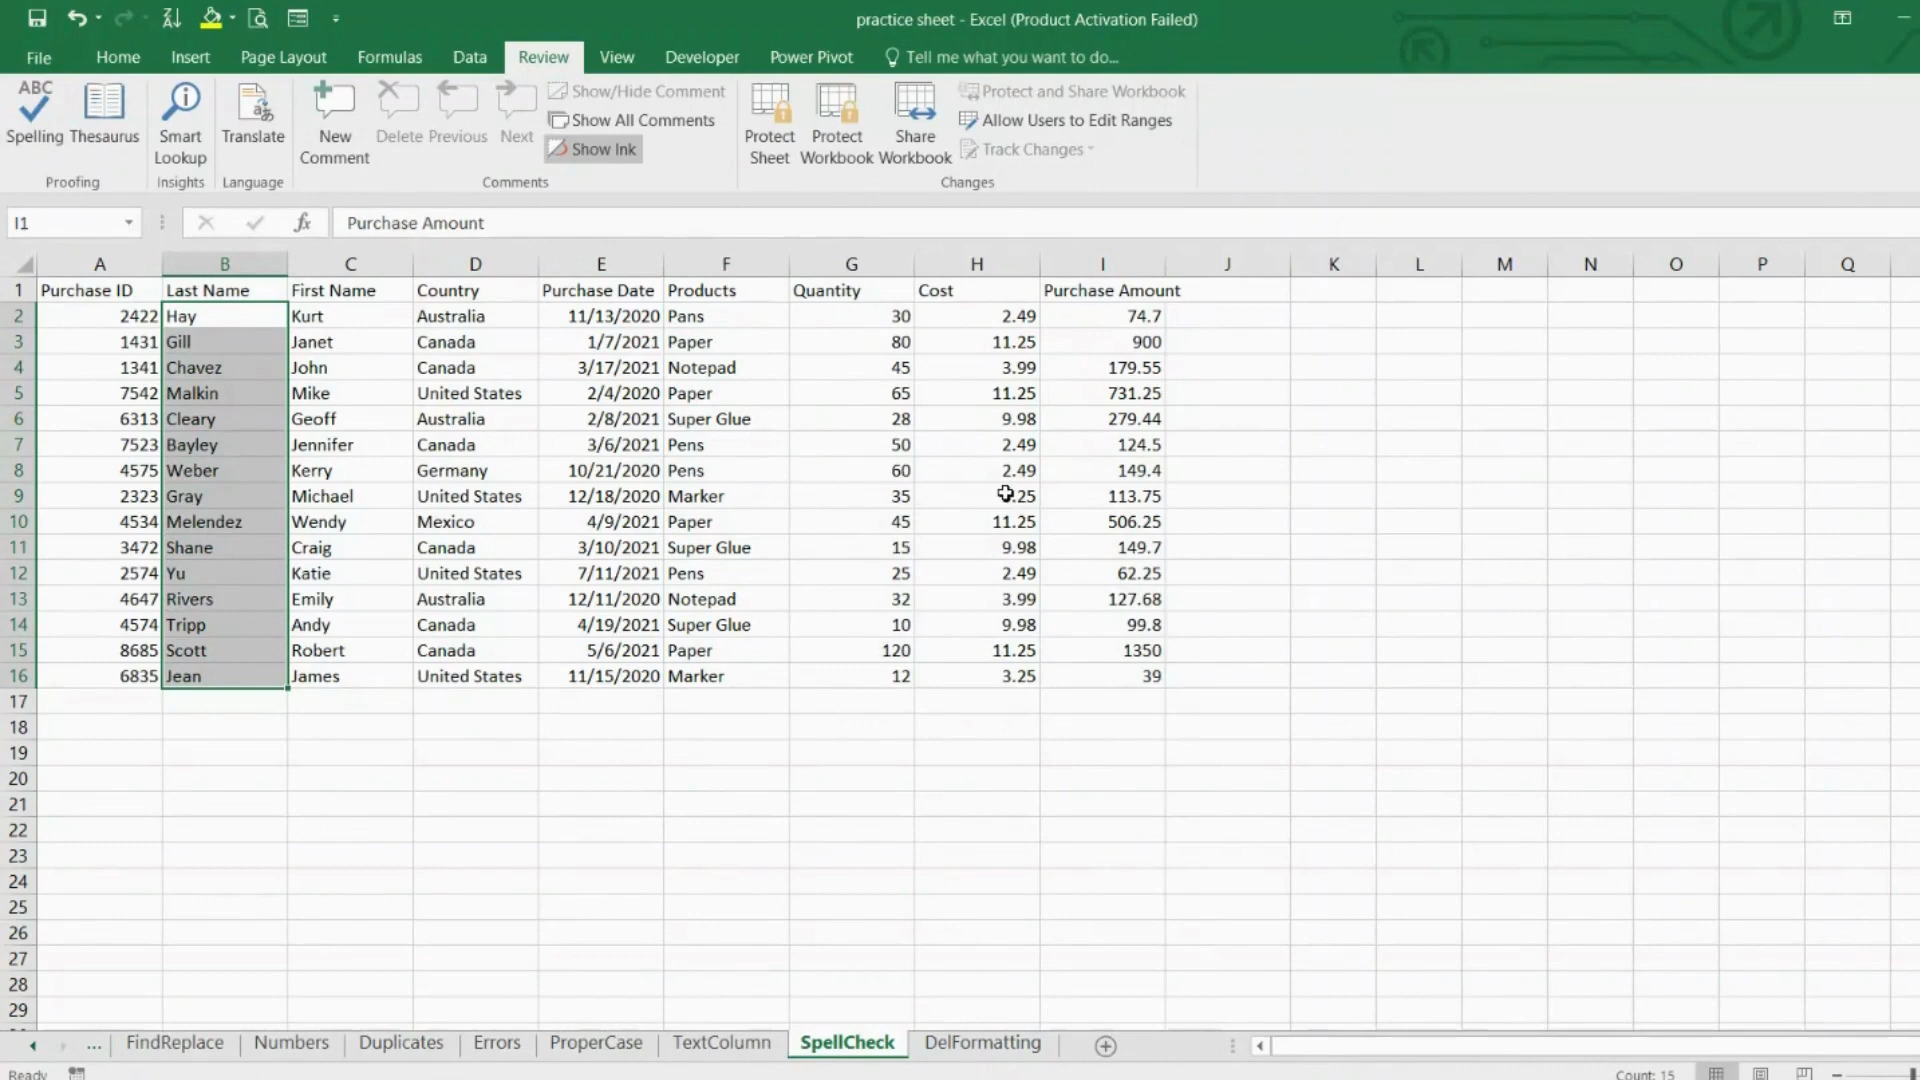 practice sheet - Excel (Product Activation Failed)
File Home Insert Page Layout Formulas Data Review View Developer Power Pivot Tell me what you want to do...
ABC
Spelling Thesaurus Smart Lookup Translate New Comment Delete Previous Next
Show/Hide Comment
Show All Comments
Show Ink
Protect Sheet Protect Workbook Share Workbook
Protect and Share Workbook
Allow Users to Edit Ranges
Track Changes
Proofing Insights Language Comments Changes
I1 fx Purchase Amount
A B C D E F G H I J K L M N O P Q
1 Purchase ID Last Name First Name Country Purchase Date Products Quantity Cost Purchase Amount
2 2422 Hay Kurt Australia 11/13/2020 Pans 30 2.49 74.7
3 1431 Gill Janet Canada 1/7/2021 Paper 80 11.25 900
4 1341 Chavez John Canada 3/17/2021 Notepad 45 3.99 179.55
5 7542 Malkin Mike United States 2/4/2020 Paper 65 11.25 731.25
6 6313 Cleary Geoff Australia 2/8/2021 Super Glue 28 9.98 279.44
7 7523 Bayley Jennifer Canada 3/6/2021 Pens 50 2.49 124.5
8 4575 Weber Kerry Germany 10/21/2020 Pens 60 2.49 149.4
9 2323 Gray Michael United States 12/18/2020 Marker 35 .25 113.75
10 4534 Melendez Wendy Mexico 4/9/2021 Paper 45 11.25 506.25
11 3472 Shane Craig Canada 3/10/2021 Super Glue 15 9.98 149.7
12 2574 Yu Katie United States 7/11/2021 Pens 25 2.49 62.25
13 4647 Rivers Emily Australia 12/11/2020 Notepad 32 3.99 127.68
14 4574 Tripp Andy Canada 4/19/2021 Super Glue 10 9.98 99.8
15 8685 Scott Robert Canada 5/6/2021 Paper 120 11.25 1350
16 6835 Jean James United States 11/15/2020 Marker 12 3.25 39
17
18
19
20
21
22
23
24
25
26
27
28
29
... FindReplace Numbers Duplicates Errors ProperCase TextColumn SpellCheck DelFormatting
Ready Count: 15